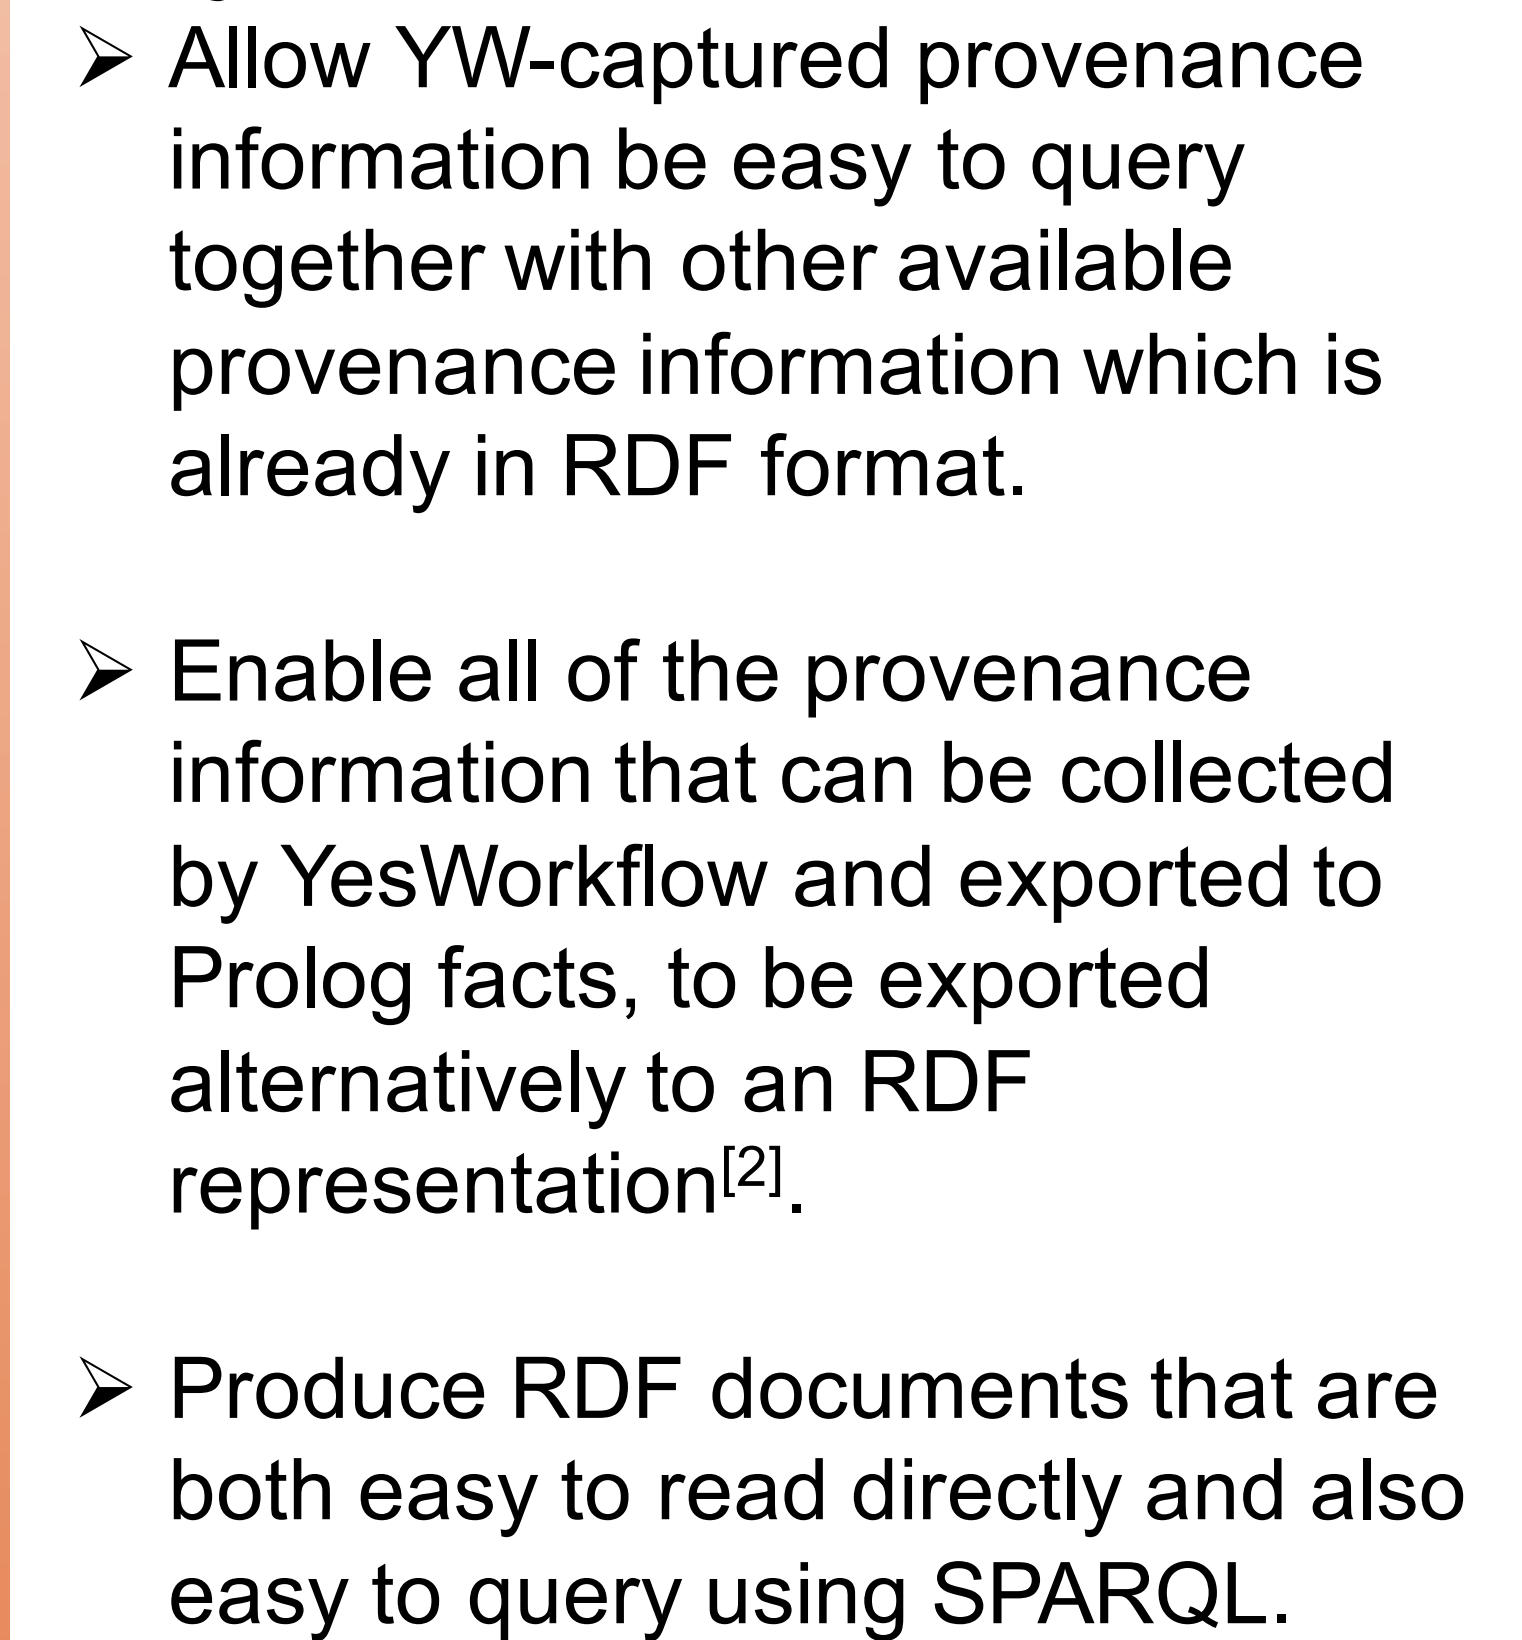 ➢ Allow YW-captured provenance
information be easy to query
together with other available
provenance information which is
already in RDF format.
➢ Enable all of the provenance
information that can be collected
by YesWorkflow and exported to
Prolog facts, to be exported
alternatively to an RDF
representation[2].
➢ Produce RDF documents that are
both easy to read directly and also
easy to query using SPARQL.